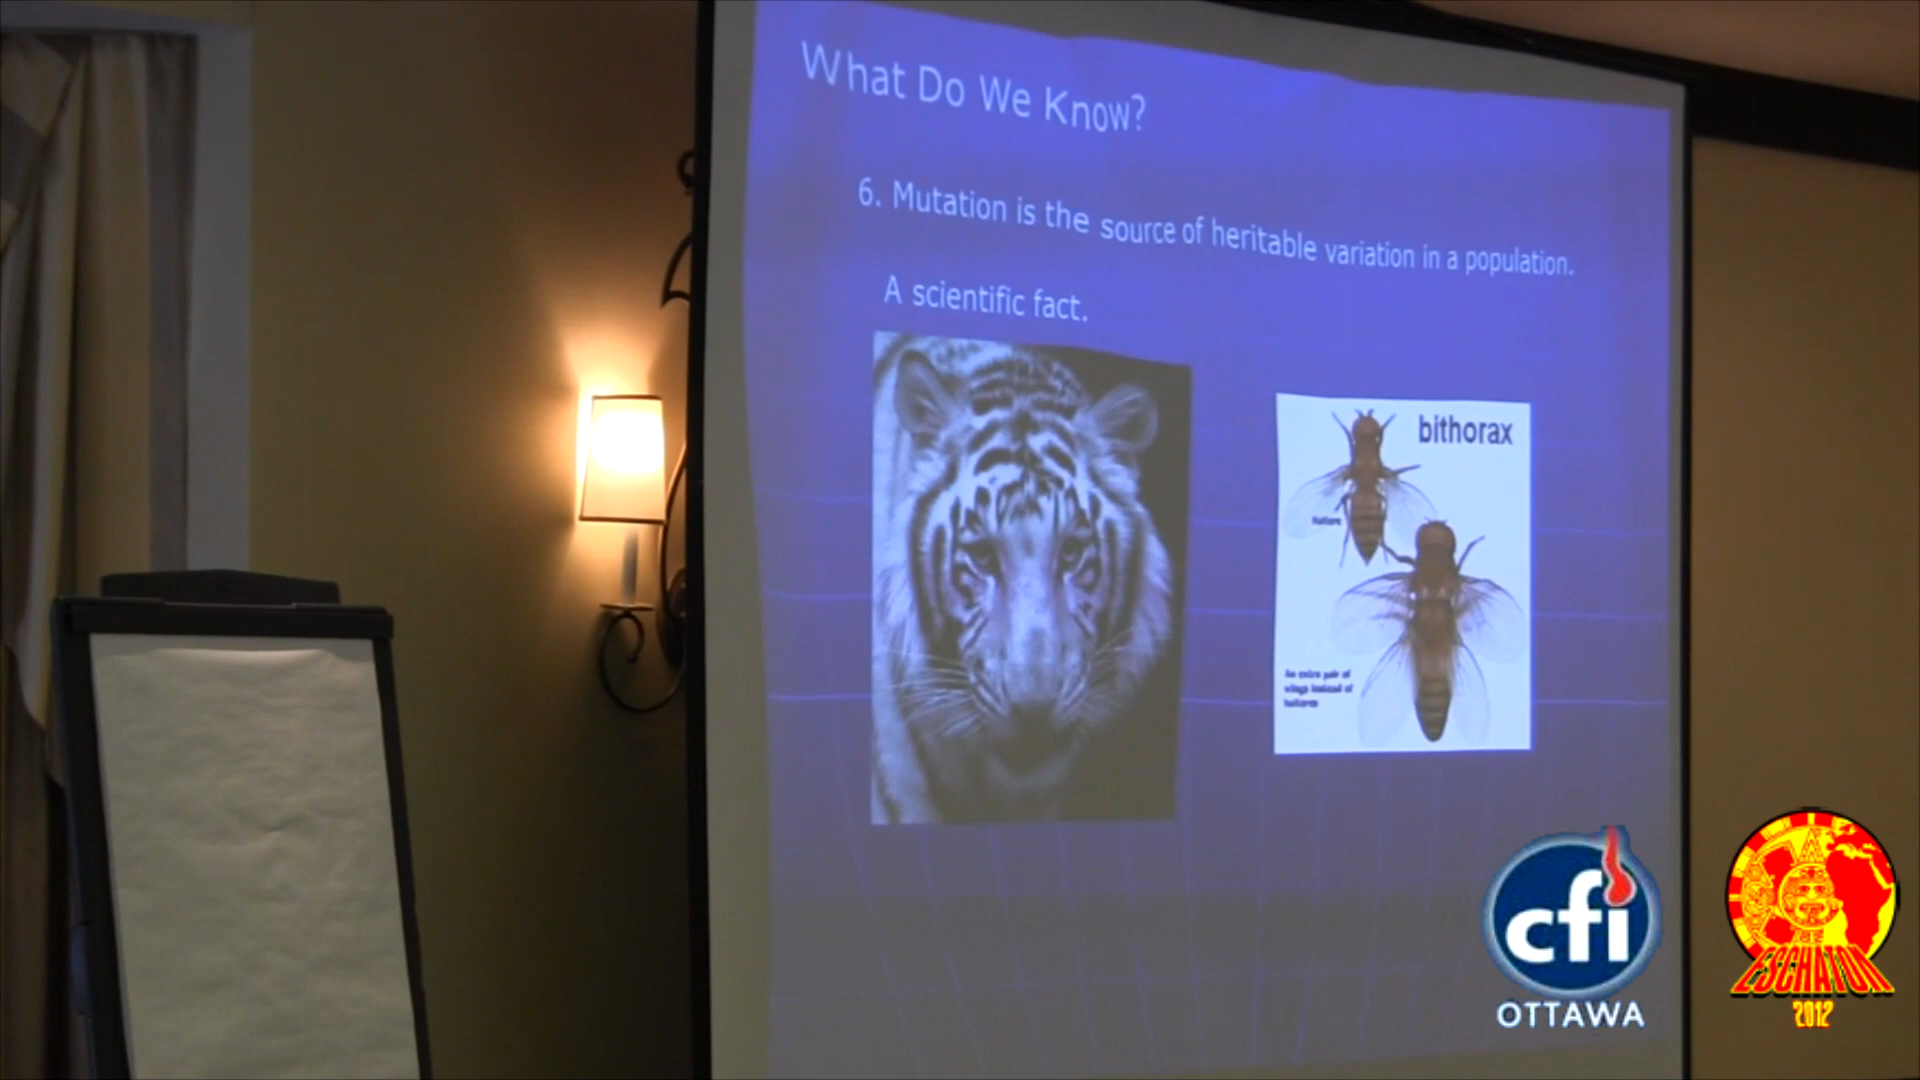 What Do We Know?
6. Mutation is the source of heritable variation in a population.
A scientific fact.
bithorax
Haltere
An extra pair of
wings instead of
halteres
cfi
OTTAWA
ESCHATON
2012